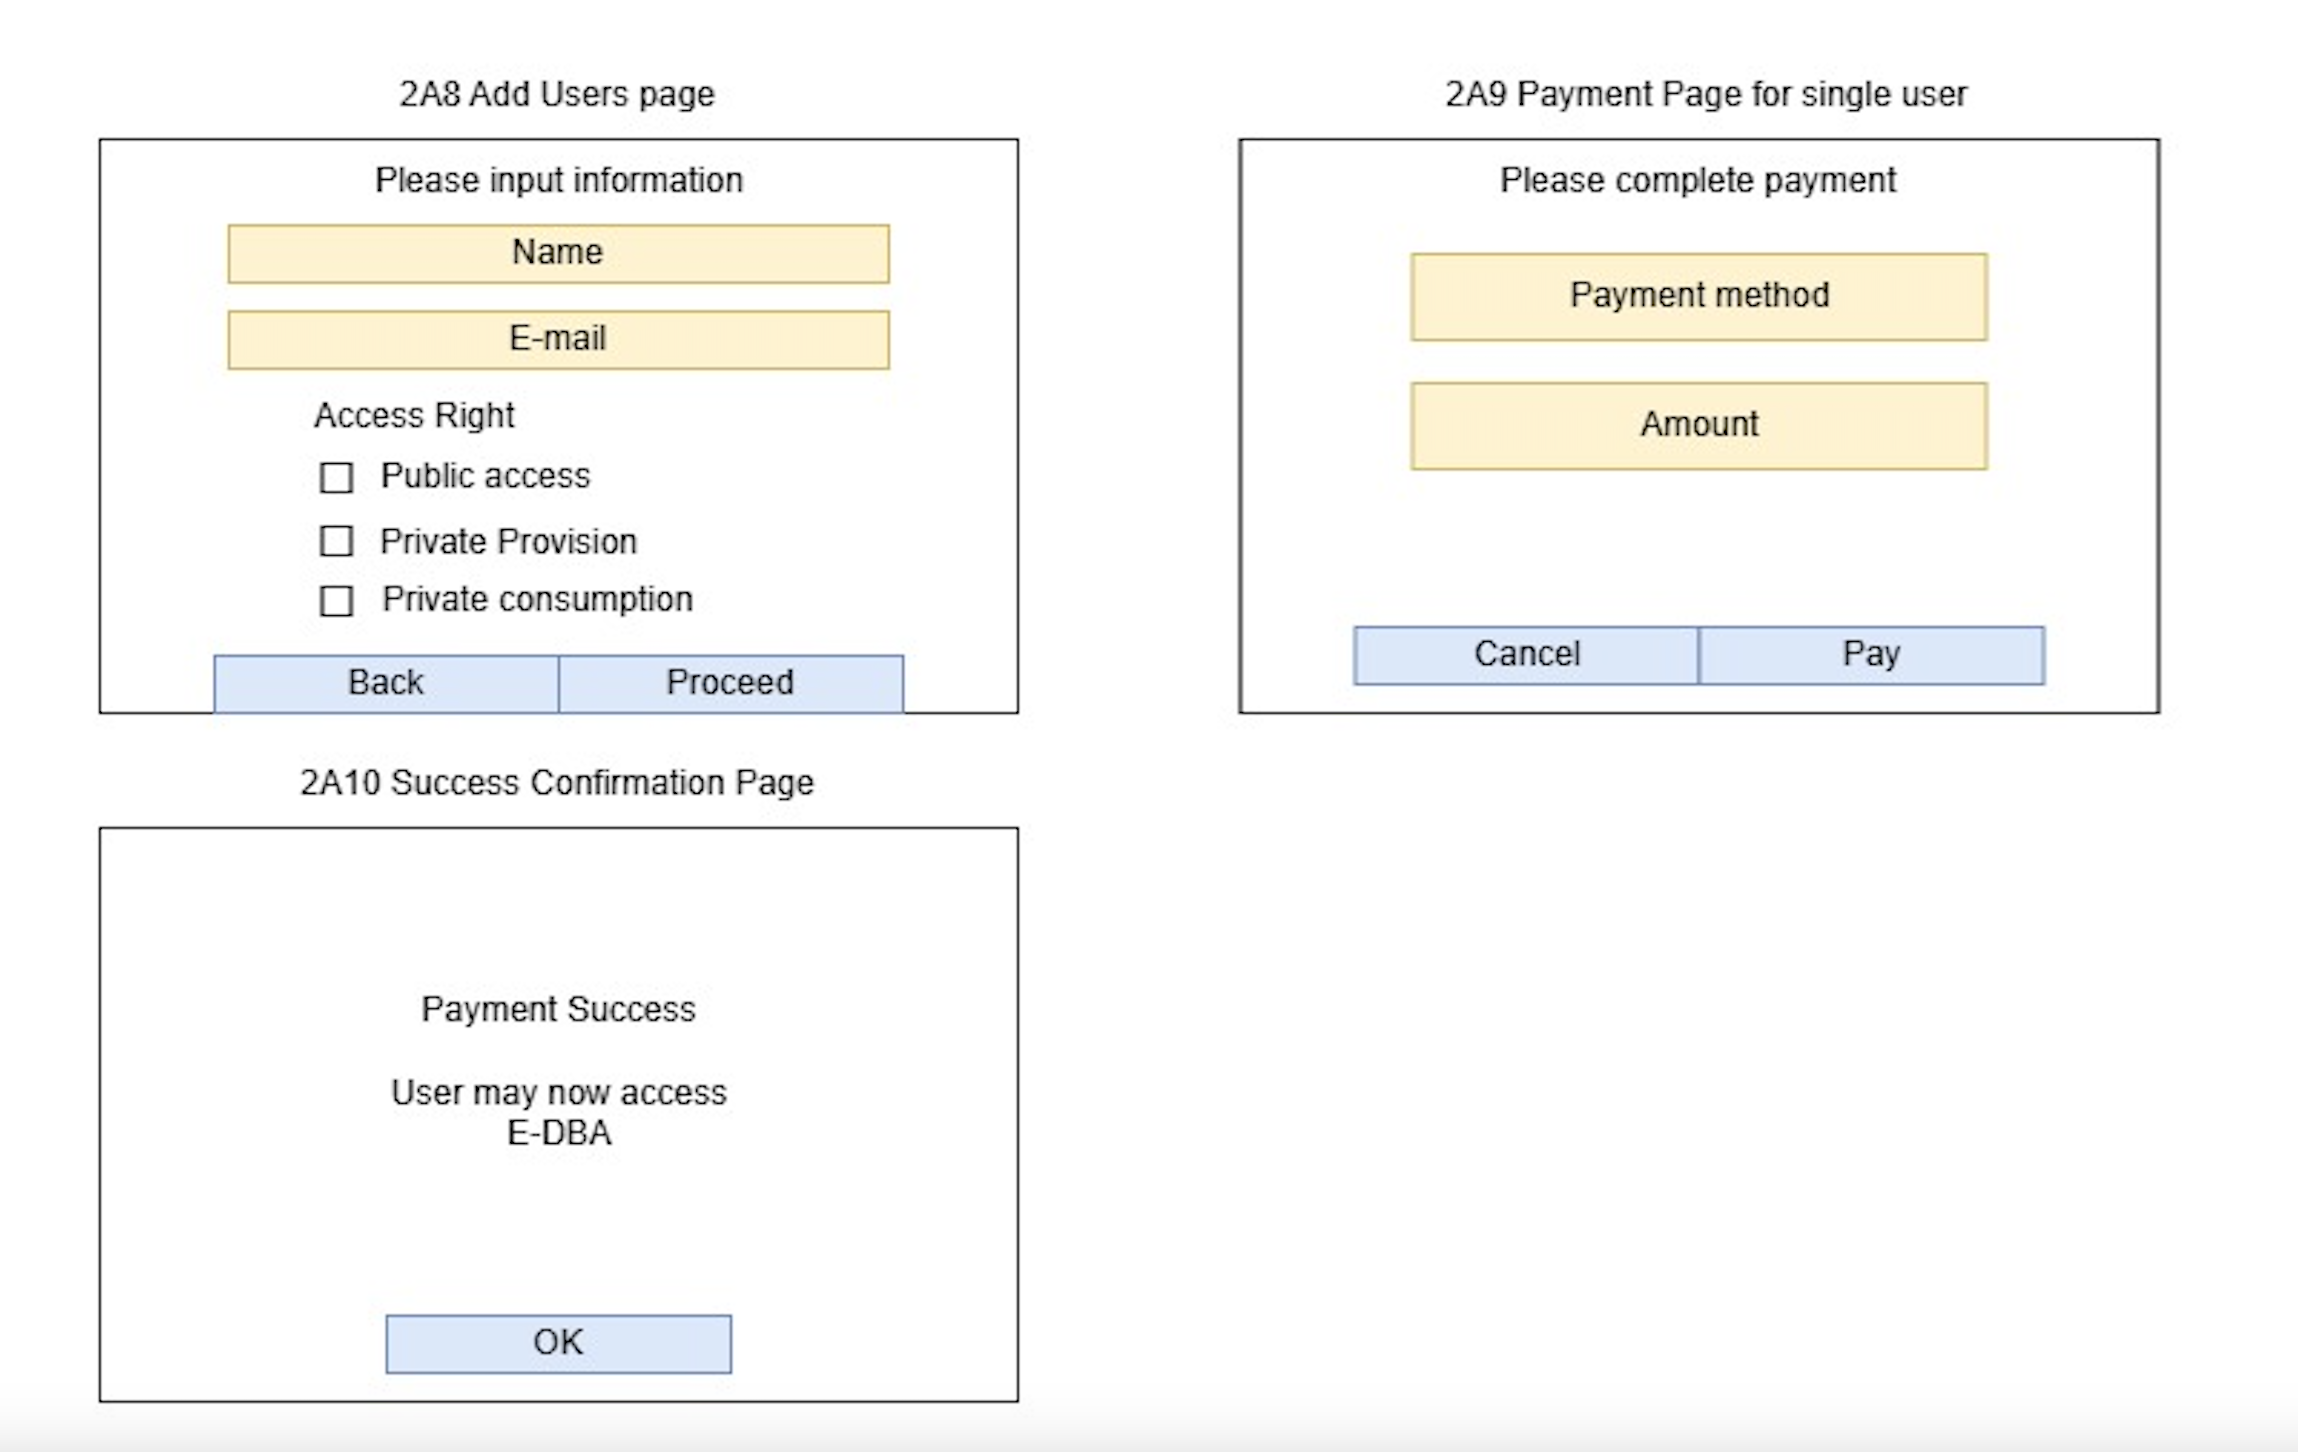 2A8 Add Users page
Please input information
Name
E-mail
Access Right
Public access
Private Provision
Private consumption
Back
Proceed
2A9 Payment Page for single user
Please complete payment
Payment method
Amount
Cancel
Pay
2A10 Success Confirmation Page
Payment Success
User may now access
E-DBA
OK